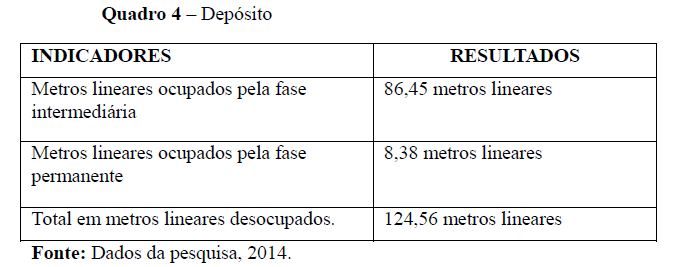 Quadro 4 – Depósito
INDICADORES RESULTADOS
Metros lineares ocupados pela fase 86,45 metros lineares
intermediária
Metros lineares ocupados pela fase 8,38 metros lineares
permanente
Total em metros lineares desocupados. 124,56 metros lineares
Fonte: Dados da pesquisa, 2014.